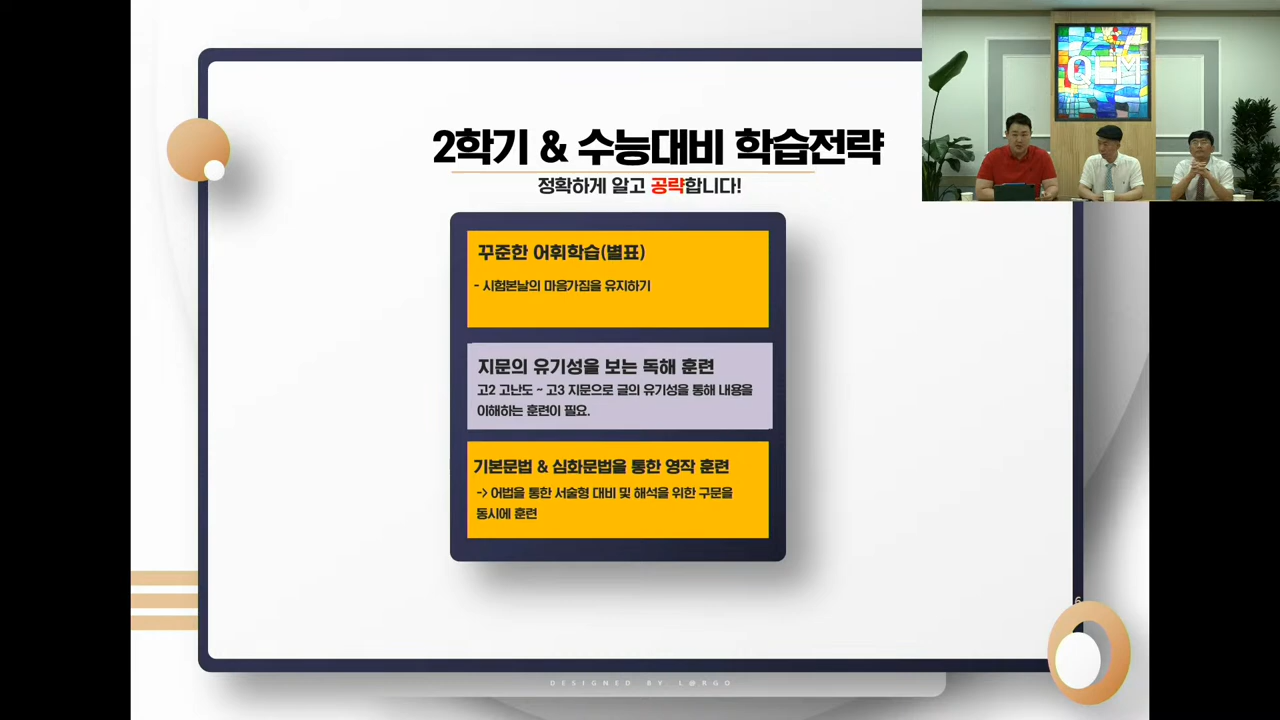 2학기 & 수능대비 학습전략
정확하게 알고 공략합니다!
QEM
꾸준한 어휘학습(별표)
- 시험본날의 마음가짐을 유지하기
지문의 유기성을 보는 독해 훈련
고2 고난도 ~ 고3 지문으로 글의 유기성을 통해 내용을
이해하는 훈련이 필요.
기본문법 & 심화문법을 통한 영작 훈련
-> 어법을 통한 서술형 대비 및 해석을 위한 구문을
동시에 훈련
6
DESIGNED BY. L@RGO